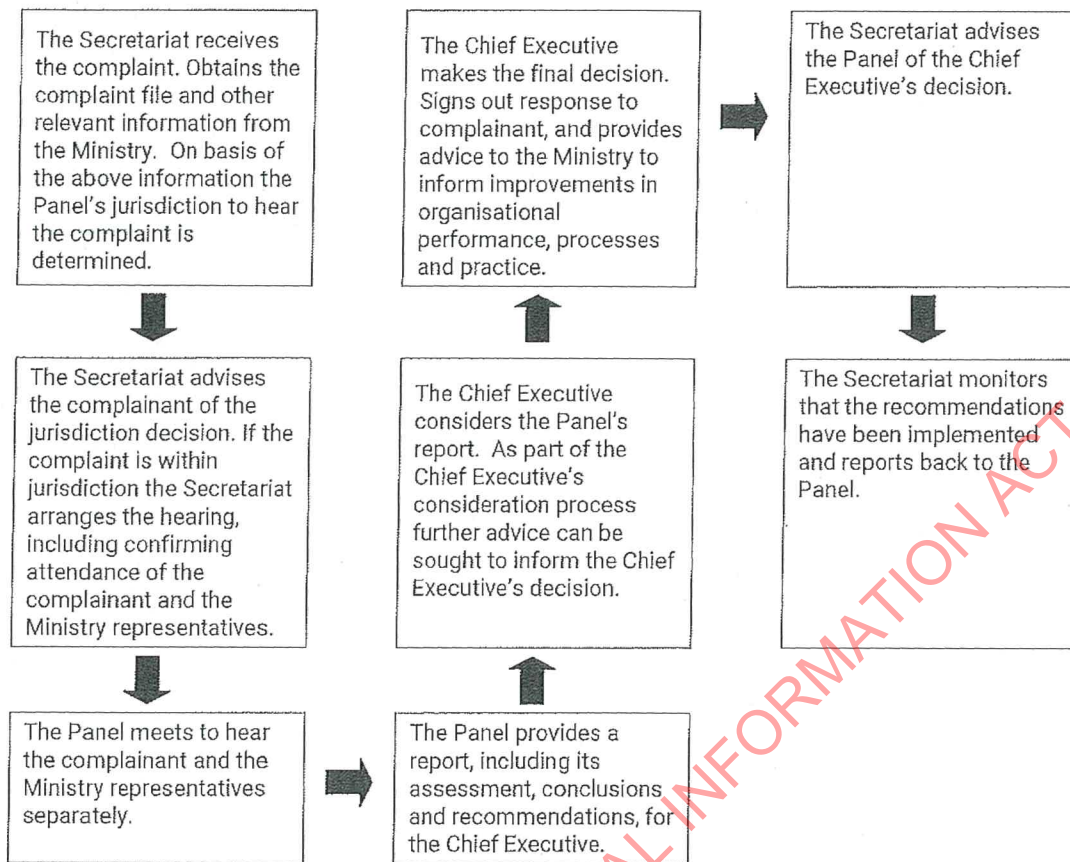 The Secretariat receives
the complaint. Obtains the
complaint file and other
relevant information from
the Ministry.  On basis of
the above information the
Panel's jurisdiction to hear
the complaint is
determined.
The Secretariat advises
the complainant of the
jurisdiction decision. If the
complaint is within
jurisdiction the Secretariat
arranges the hearing,
including confirming
attendance of the
complainant and the
Ministry representatives.
The Panel meets to hear
the complainant and the
Ministry representatives
separately.
The Panel provides a
report, including its
assessment, conclusions
and recommendations, for
the Chief Executive.
The Chief Executive
considers the Panel's
report.  As part of the
Chief Executive's
consideration process
further advice can be
sought to inform the Chief
Executive's decision.
The Chief Executive
makes the final decision.
Signs out response to
complainant, and provides
advice to the Ministry to
inform improvements in
organisational
performance, processes
and practice.
The Secretariat advises
the Panel of the Chief
Executive's decision.
The Secretariat monitors
that the recommendations
have been implemented
and reports back to the
Panel.
INFORMATION ACT